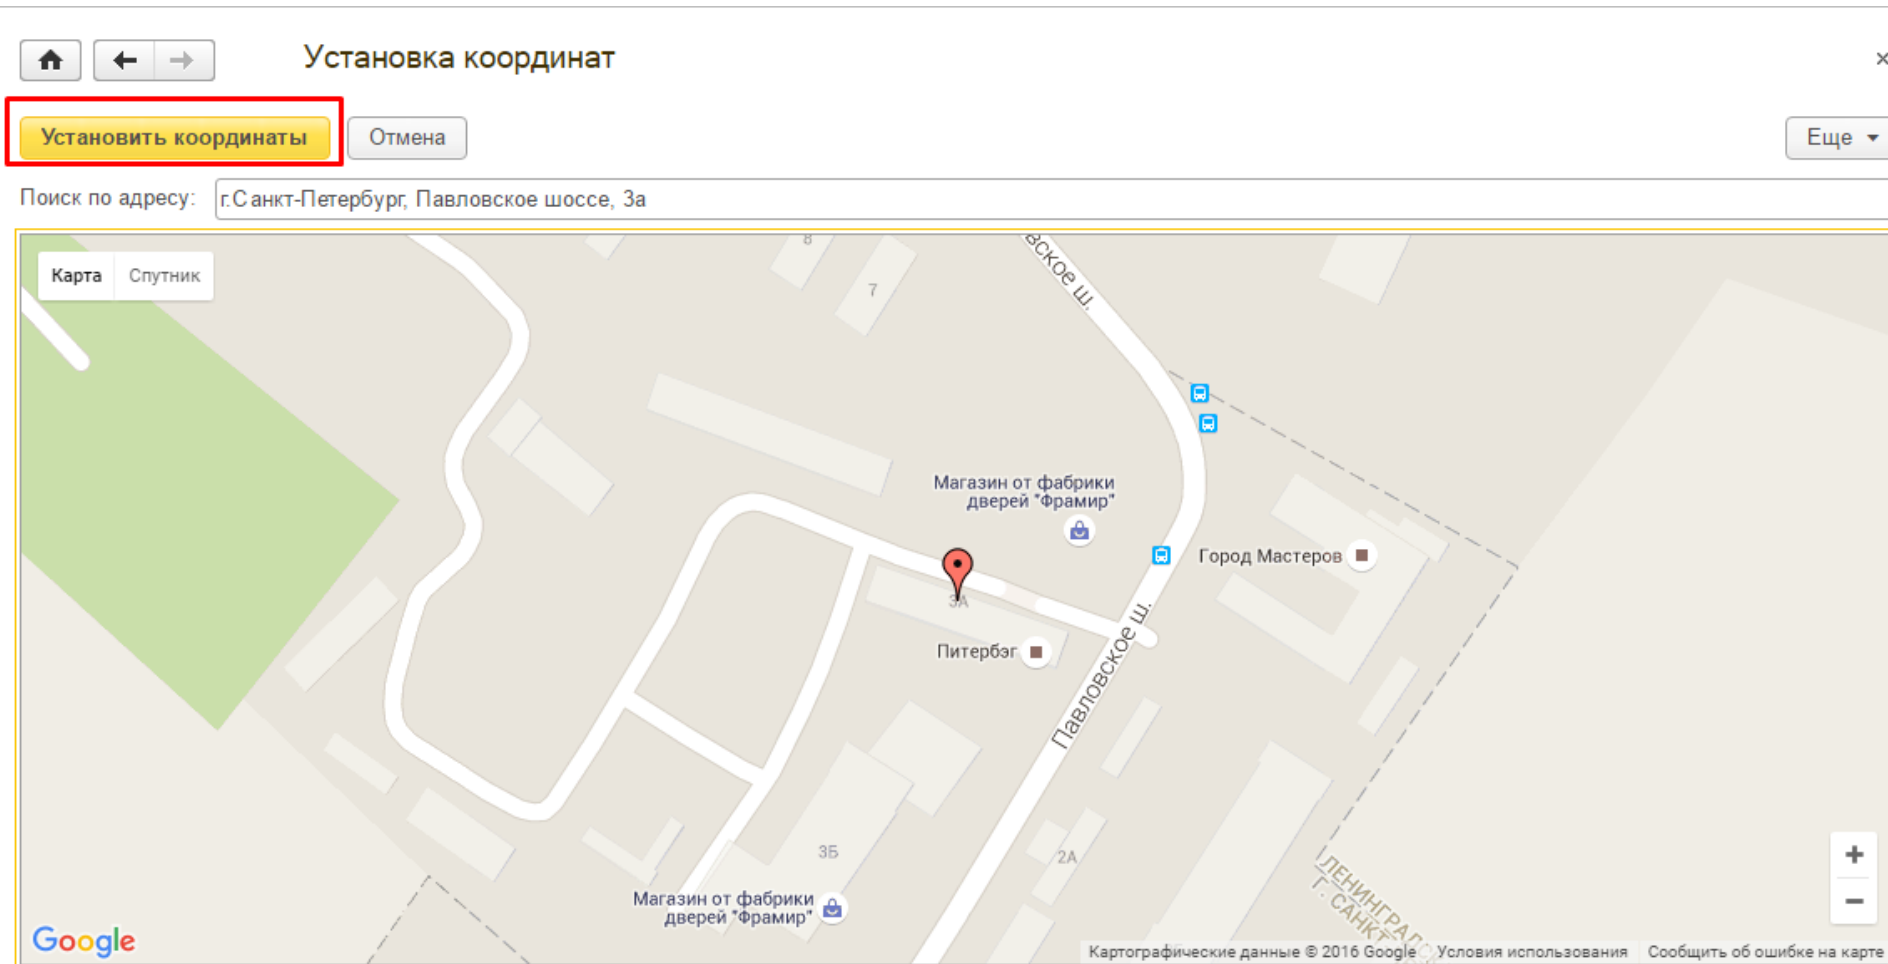 Установка координат
×
Установить координаты
Отмена
Еще
Поиск по адресу:
г.Санкт-Петербург, Павловское шоссе, 3а
Карта
Спутник
8
7
вское ш.
Магазин от фабрики
дверей "Фрамир"
Город Мастеров
3А
Питербэг
Павловское ш.
3Б
2А
Магазин от фабрики
дверей "Фрамир"
ЛЕНИНГРАДС
Г. САНКТ
+
−
Google
Картографические данные © 2016 Google
Условия использования
Сообщить об ошибке на карте